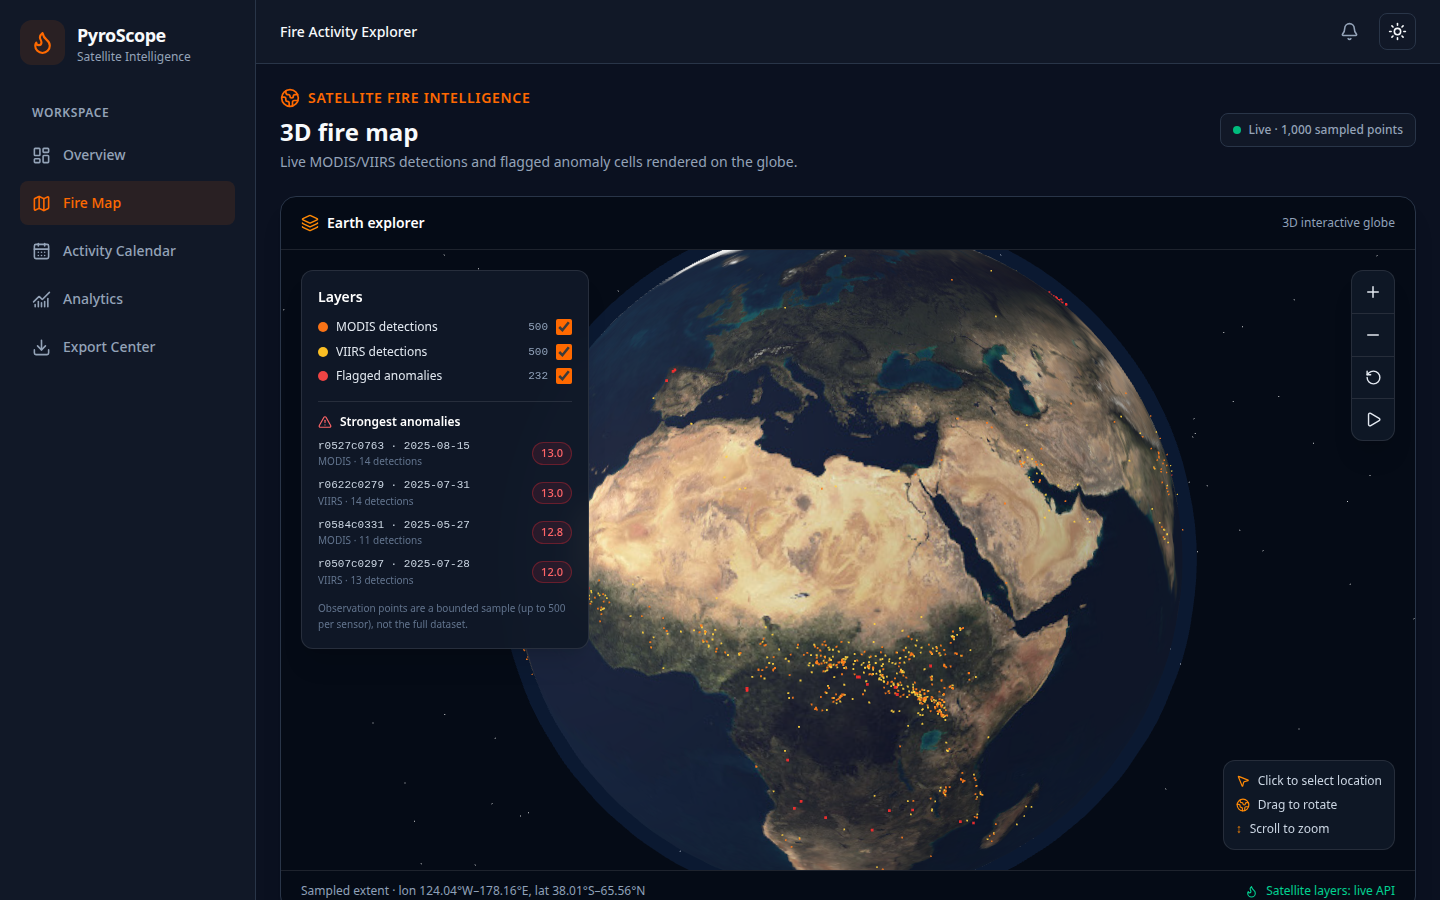 PyroScope
Satellite Intelligence
WORKSPACE
Overview
Fire Map
Activity Calendar
Analytics
Export Center
Fire Activity Explorer
SATELLITE FIRE INTELLIGENCE
3D fire map
Live MODIS/VIIRS detections and flagged anomaly cells rendered on the globe.
Live · 1,000 sampled points
Earth explorer
3D interactive globe
Layers
MODIS detections 500
VIIRS detections 500
Flagged anomalies 232
Strongest anomalies
r0527c0763 · 2025-08-15
MODIS · 14 detections
13.0
r0622c0279 · 2025-07-31
VIIRS · 14 detections
13.0
r0584c0331 · 2025-05-27
MODIS · 11 detections
12.8
r0507c0297 · 2025-07-28
VIIRS · 13 detections
12.0
Observation points are a bounded sample (up to 500
per sensor), not the full dataset.
Click to select location
Drag to rotate
Scroll to zoom
Sampled extent · lon 124.04°W–178.16°E, lat 38.01°S–65.56°N
Satellite layers: live API